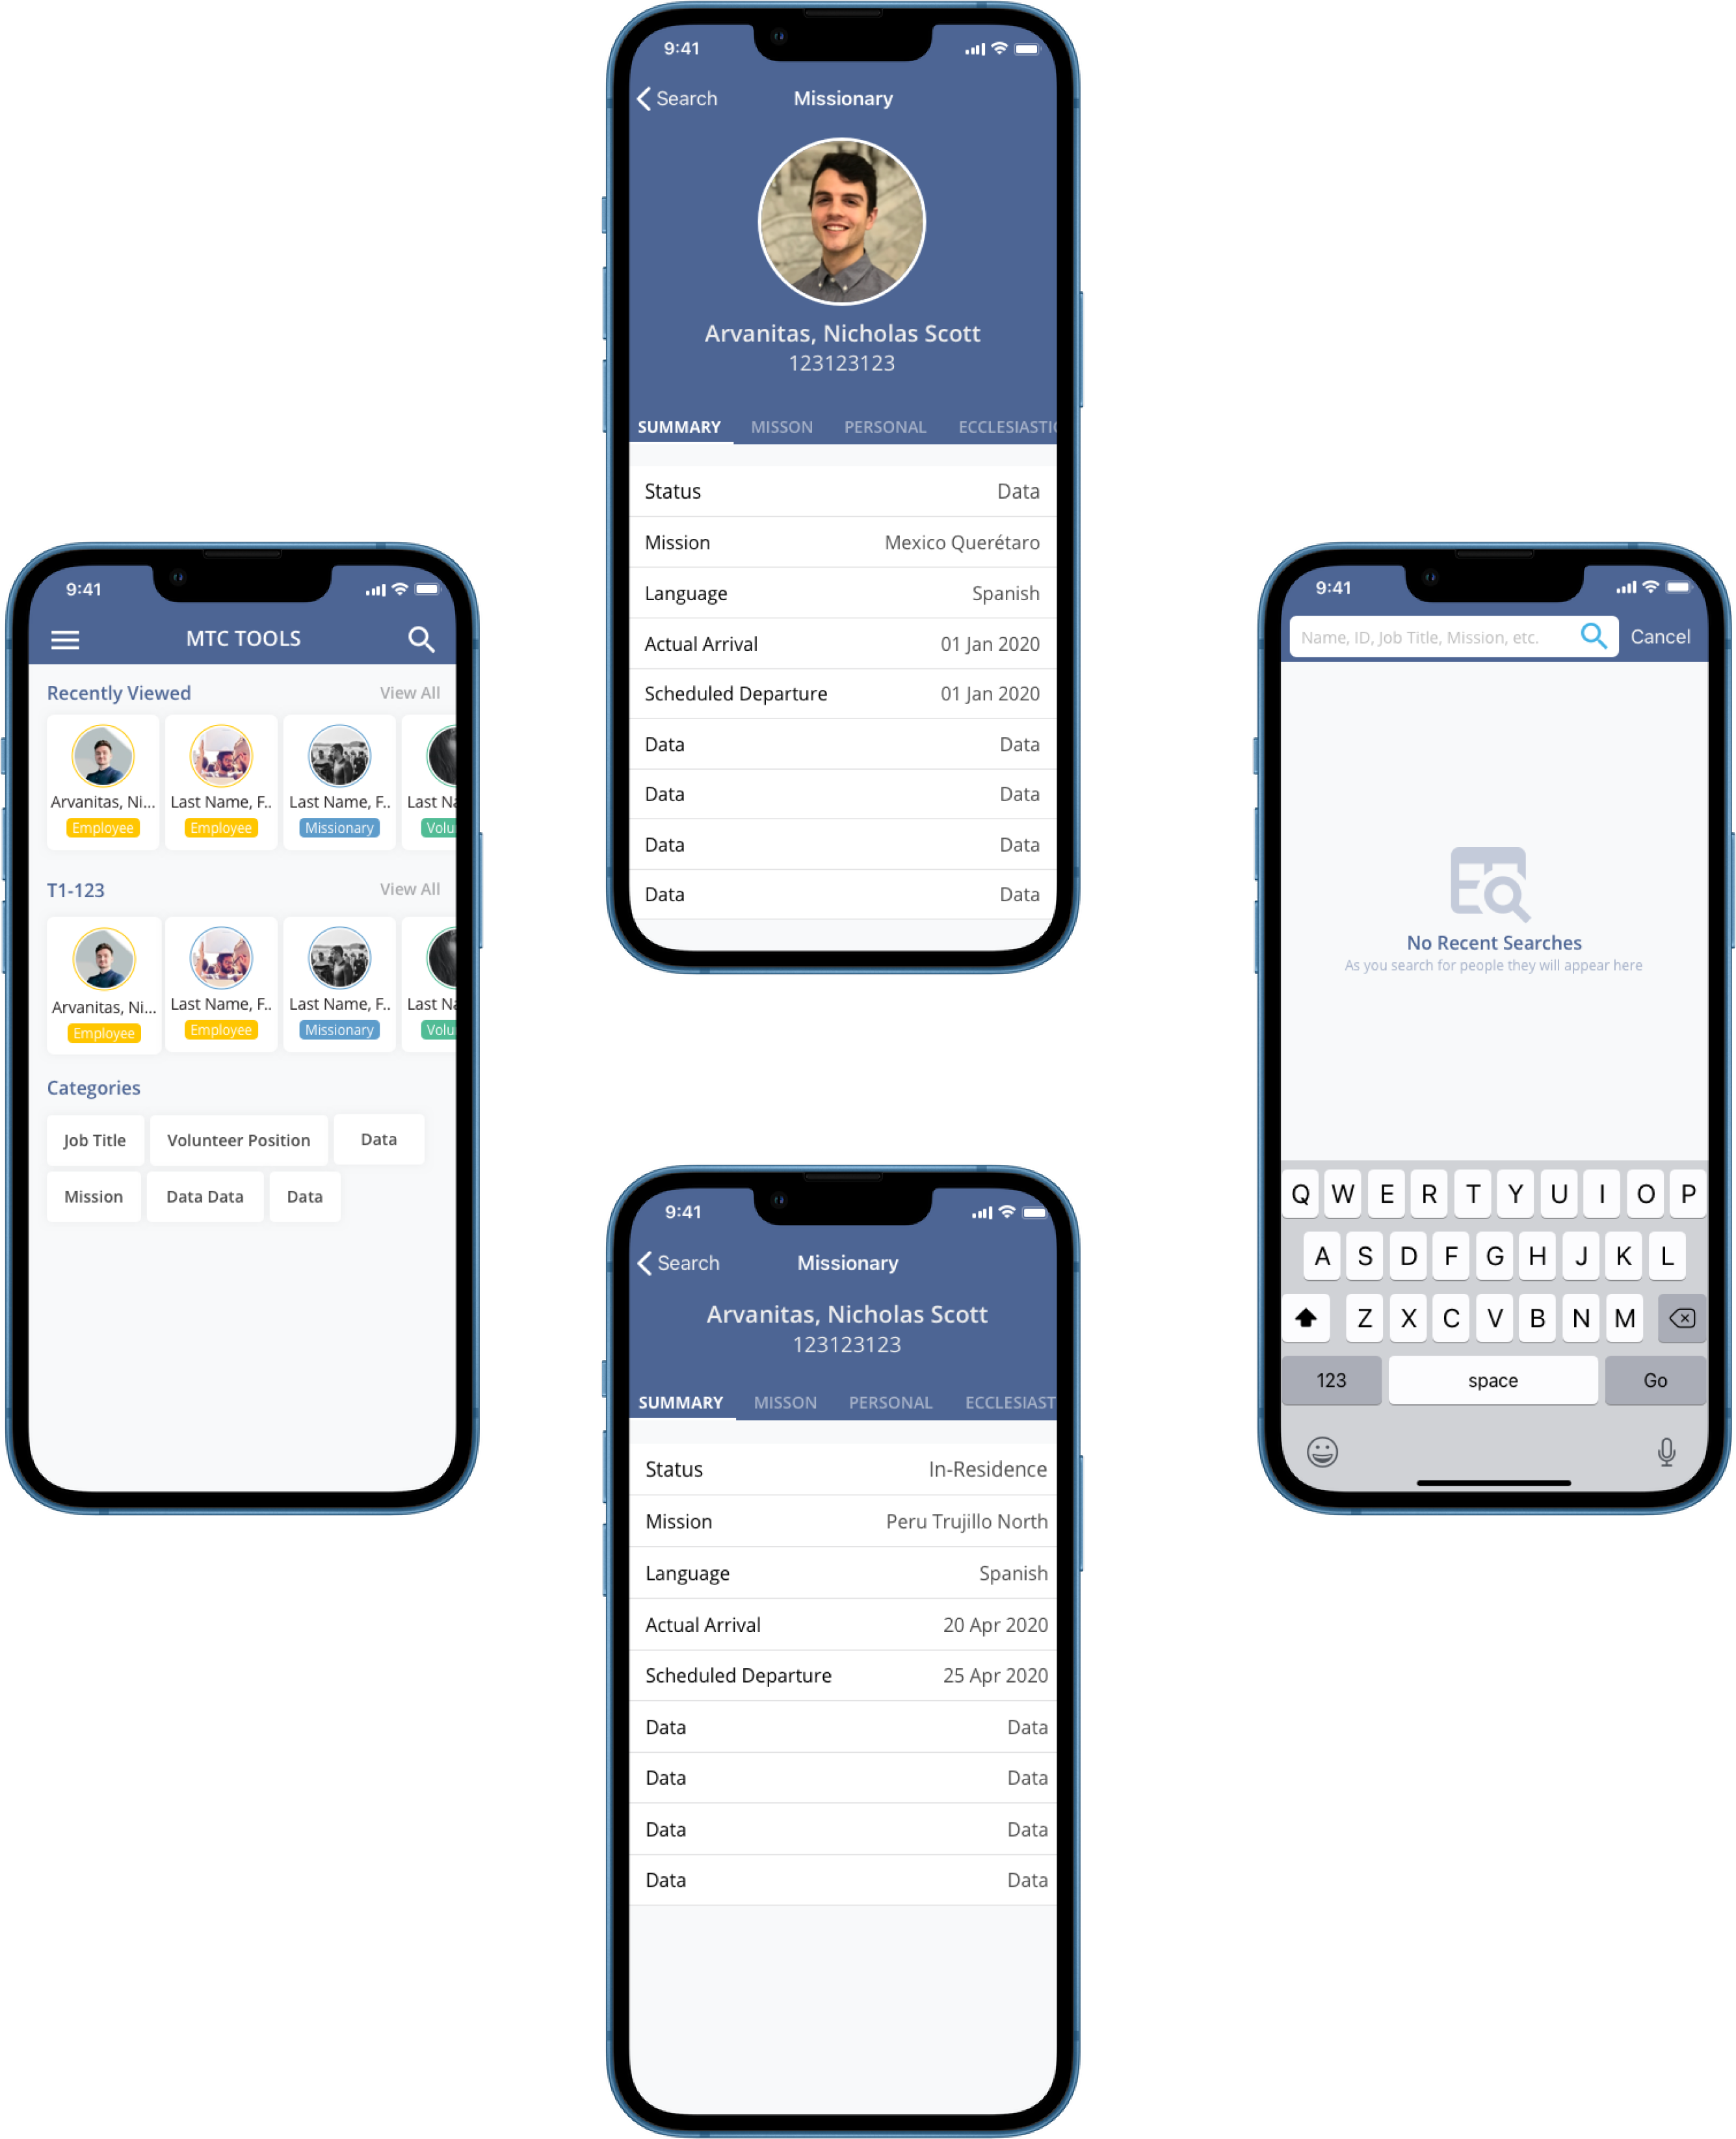 9:41
Search Missionary
Arvanitas, Nicholas Scott
123123123
SUMMARY MISSON PERSONAL ECCLESIASTIC
Status Data
Mission Mexico Querétaro
Language Spanish
Actual Arrival 01 Jan 2020
Scheduled Departure 01 Jan 2020
Data Data
Data Data
Data Data
Data Data
9:41
MTC TOOLS
Recently Viewed View All
Arvanitas, Ni... Last Name, F.. Last Name, F.. Last Na
Employee Employee Missionary Volu
T1-123 View All
Arvanitas, Ni... Last Name, F.. Last Name, F.. Last Na
Employee Employee Missionary Volu
Categories
Job Title Volunteer Position Data
Mission Data Data Data
9:41
Name, ID, Job Title, Mission, etc. Cancel
No Recent Searches
As you search for people they will appear here
Q W E R T Y U I O P
A S D F G H J K L
Z X C V B N M
123 space Go
9:41
Search Missionary
Arvanitas, Nicholas Scott
123123123
SUMMARY MISSON PERSONAL ECCLESIAST
Status In-Residence
Mission Peru Trujillo North
Language Spanish
Actual Arrival 20 Apr 2020
Scheduled Departure 25 Apr 2020
Data Data
Data Data
Data Data
Data Data